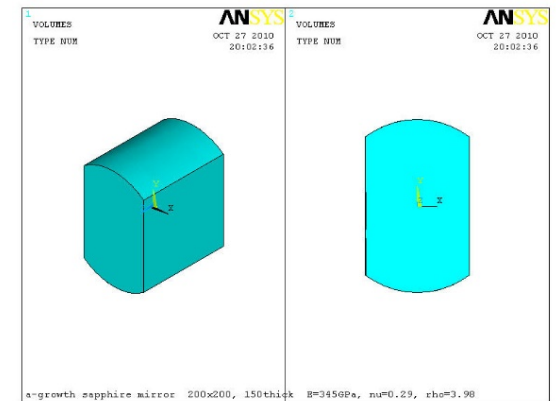 1
ANSYS
VOLUMES
TYPE NUM
OCT 27 2010
20:02:36
Y
X
2
ANSYS
VOLUMES
TYPE NUM
OCT 27 2010
20:02:36
Y
X
a-growth sapphire mirror 200x200, 150thick E=345GPa, nu=0.29, rho=3.98